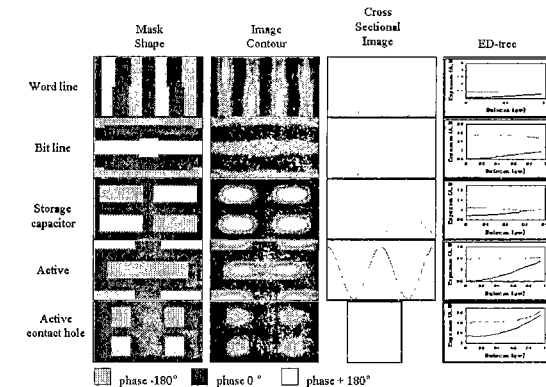 Mask
Shape
Image
Contour
Cross
Sectional
Image
ED-tree
Word line
Bit line
Storage
capacitor
Active
Active
contact hole
phase -180°
phase 0 °
phase + 180°